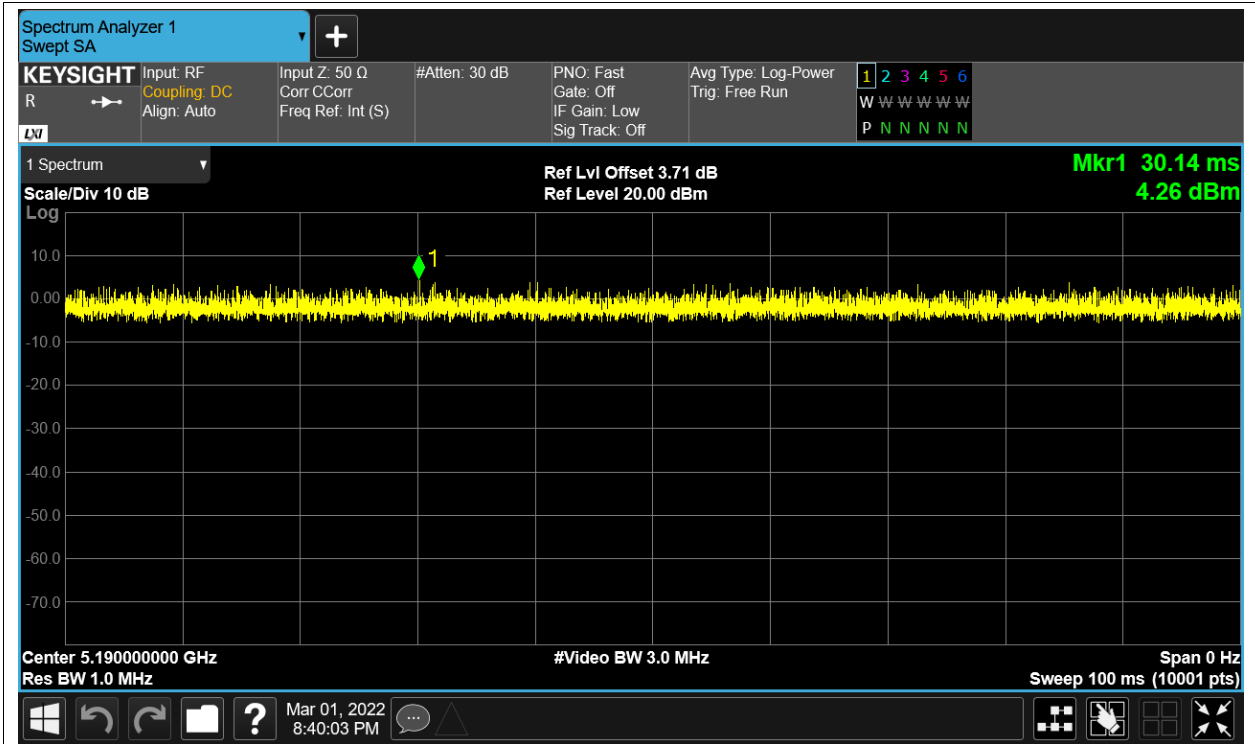 Spectrum Analyzer 1
Swept SA
KEYSIGHT
R
LXI
Input: RF
Coupling: DC
Align: Auto
Input Z: 50 Ω
Corr CCorr
Freq Ref: Int (S)
#Atten: 30 dB
PNO: Fast
Gate: Off
IF Gain: Low
Sig Track: Off
Avg Type: Log-Power
Trig: Free Run
1 2 3 4 5 6
W W W W W W
P N N N N N
1 Spectrum
Scale/Div 10 dB
Log
Ref Lvl Offset 3.71 dB
Ref Level 20.00 dBm
Mkr1 30.14 ms
4.26 dBm
1
10.0
0.00
-10.0
-20.0
-30.0
-40.0
-50.0
-60.0
-70.0
Center 5.190000000 GHz
Res BW 1.0 MHz
#Video BW 3.0 MHz
Span 0 Hz
Sweep 100 ms (10001 pts)
?
Mar 01, 2022
8:40:03 PM